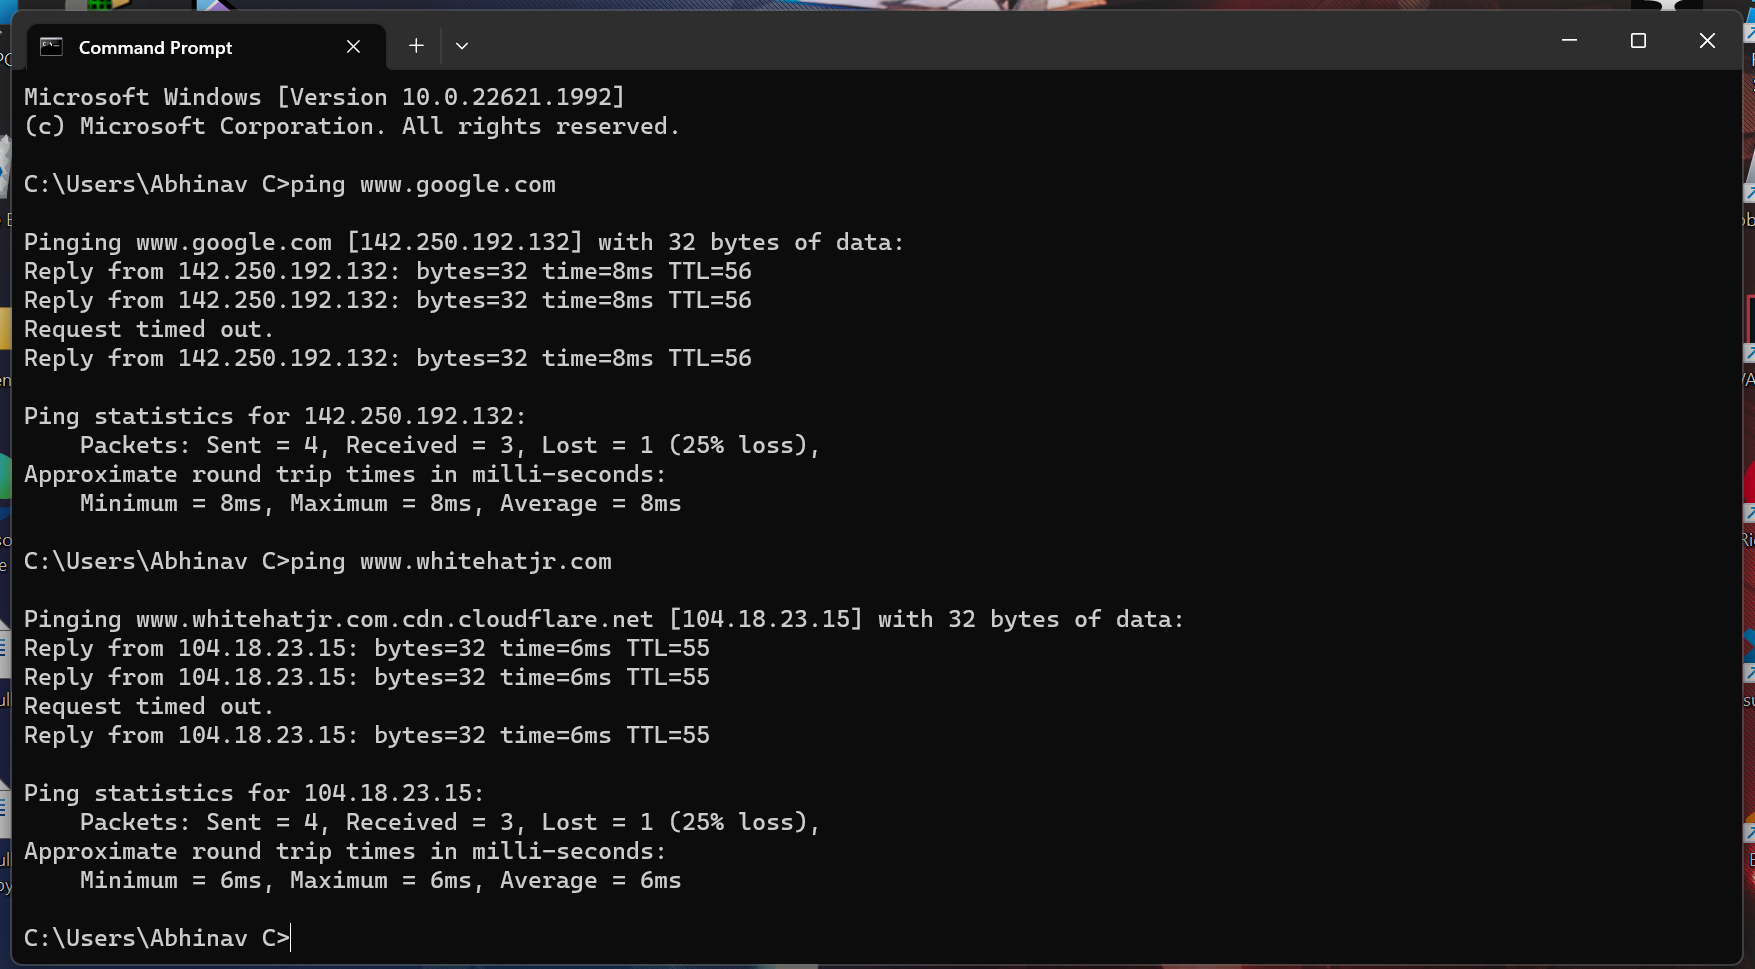 Command Prompt
Microsoft Windows [Version 10.0.22621.1992]
(c) Microsoft Corporation. All rights reserved.
C:\Users\Abhinav C>ping www.google.com
Pinging www.google.com [142.250.192.132] with 32 bytes of data:
Reply from 142.250.192.132: bytes=32 time=8ms TTL=56
Reply from 142.250.192.132: bytes=32 time=8ms TTL=56
Request timed out.
Reply from 142.250.192.132: bytes=32 time=8ms TTL=56
Ping statistics for 142.250.192.132:
    Packets: Sent = 4, Received = 3, Lost = 1 (25% loss),
Approximate round trip times in milli-seconds:
    Minimum = 8ms, Maximum = 8ms, Average = 8ms
C:\Users\Abhinav C>ping www.whitehatjr.com
Pinging www.whitehatjr.com.cdn.cloudflare.net [104.18.23.15] with 32 bytes of data:
Reply from 104.18.23.15: bytes=32 time=6ms TTL=55
Reply from 104.18.23.15: bytes=32 time=6ms TTL=55
Request timed out.
Reply from 104.18.23.15: bytes=32 time=6ms TTL=55
Ping statistics for 104.18.23.15:
    Packets: Sent = 4, Received = 3, Lost = 1 (25% loss),
Approximate round trip times in milli-seconds:
    Minimum = 6ms, Maximum = 6ms, Average = 6ms
C:\Users\Abhinav C>